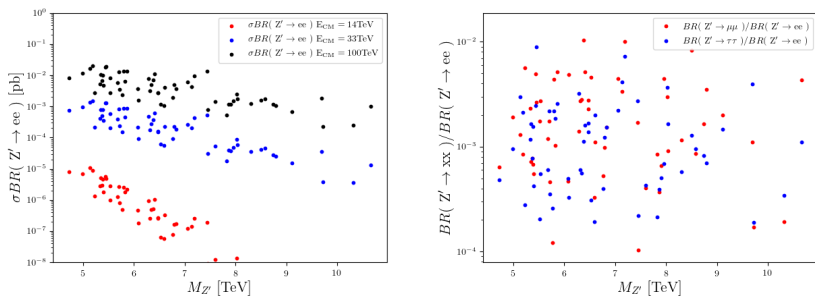 10^0
10^-1
10^-2
10^-3
10^-4
10^-5
10^-6
10^-7
10^-8
σBR( Z′ → ee ) [pb]
σBR( Z′ → ee ) E_CM = 14TeV
σBR( Z′ → ee ) E_CM = 33TeV
σBR( Z′ → ee ) E_CM = 100TeV
5 6 7 8 9 10
M_Z′ [TeV]
10^-2
10^-3
10^-4
BR( Z′ → xx )/BR( Z′ → ee )
BR( Z′ → μμ )/BR( Z′ → ee )
BR( Z′ → ττ )/BR( Z′ → ee )
5 6 7 8 9 10
M_Z′ [TeV]